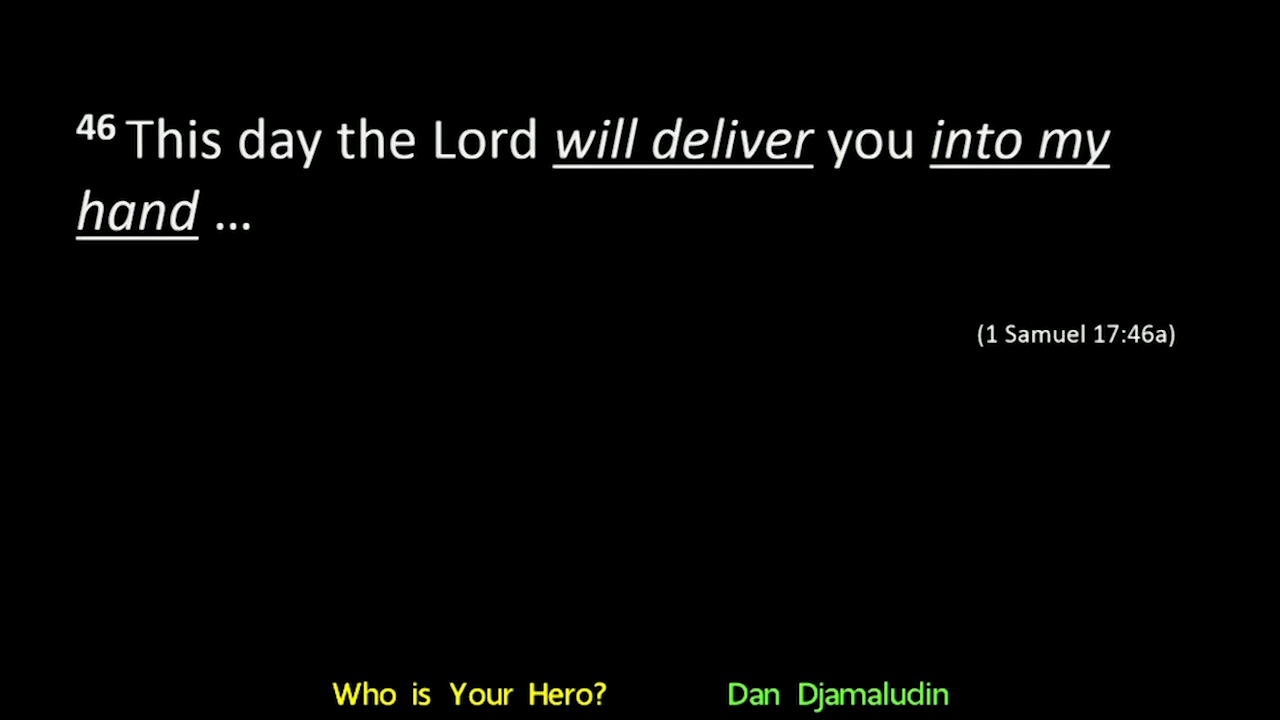 46 This day the Lord will deliver you into my
hand ...
(1 Samuel 17:46a)
Who is Your Hero? Dan Djamaludin